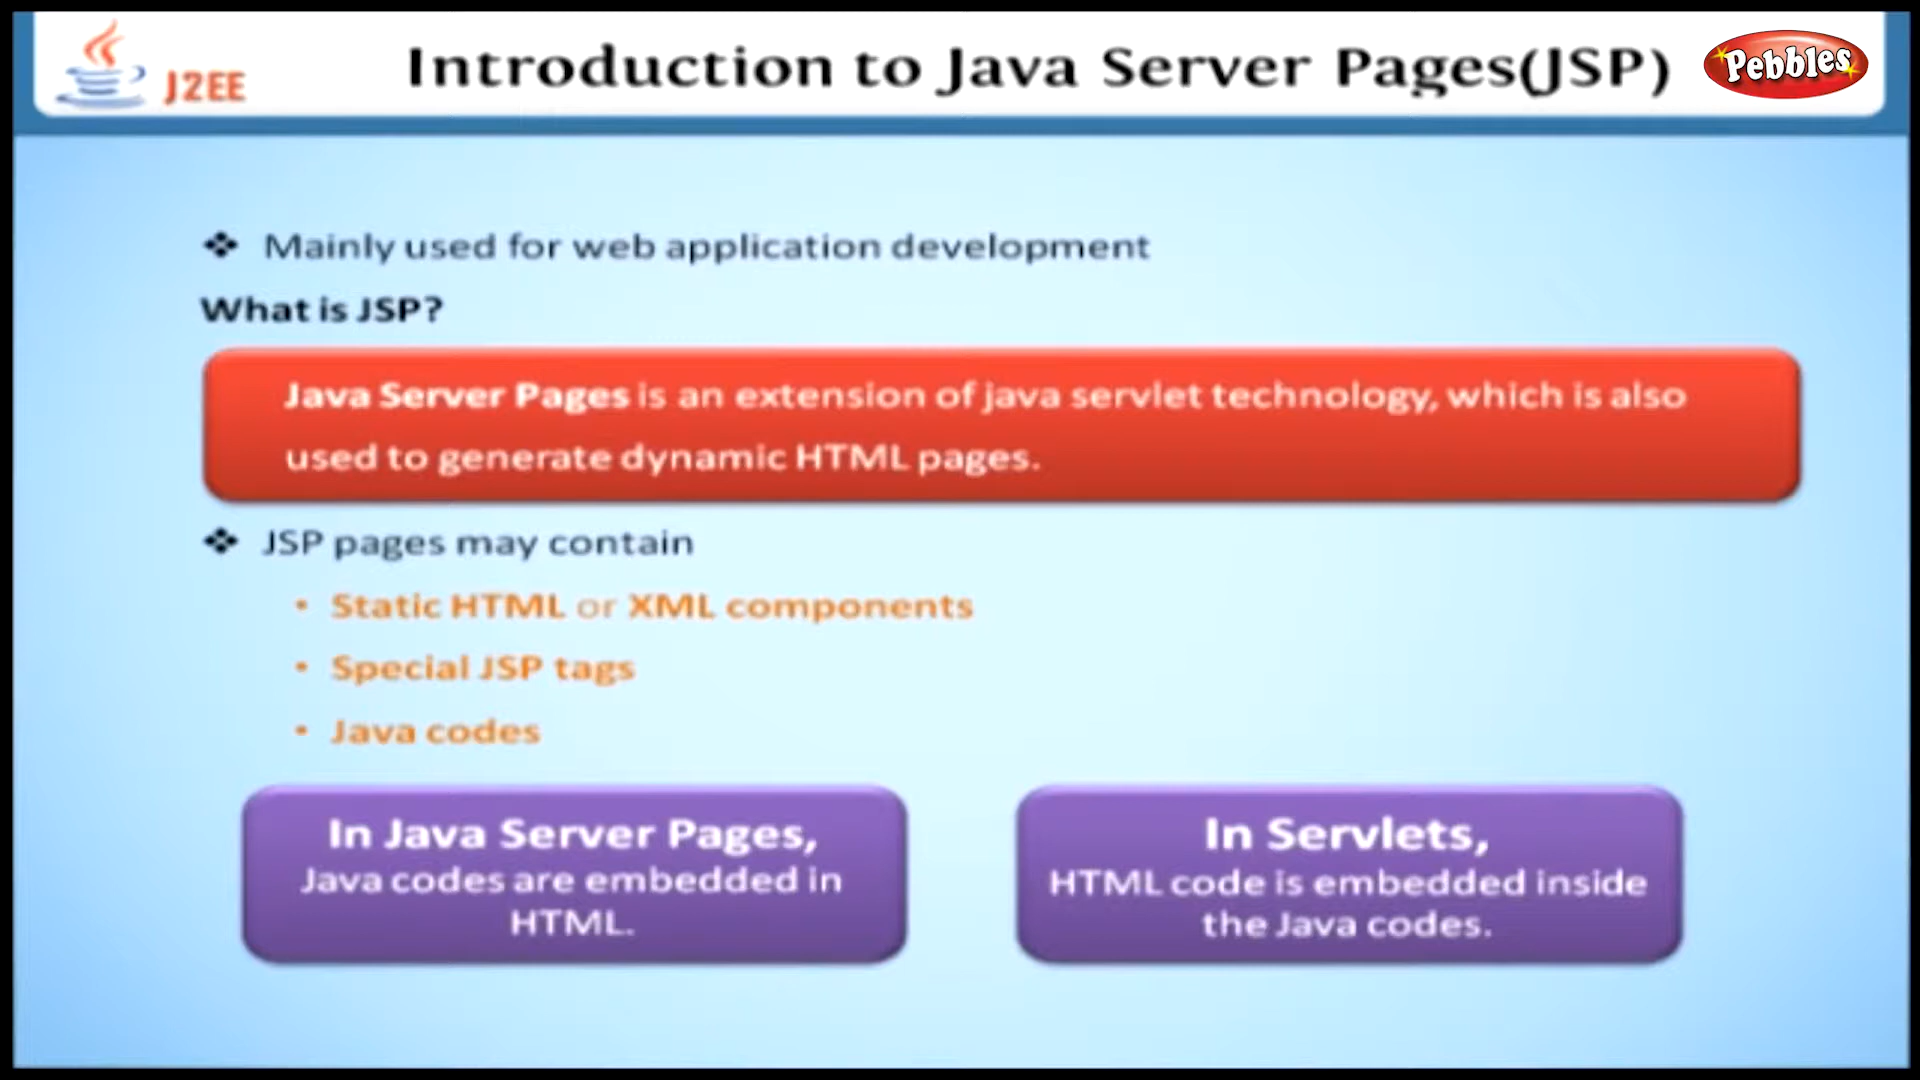 J2EE
Introduction to Java Server Pages(JSP)
Pebbles
❖ Mainly used for web application development
What is JSP?
Java Server Pages is an extension of java servlet technology, which is also
used to generate dynamic HTML pages.
❖ JSP pages may contain
• Static HTML or XML components
• Special JSP tags
• Java codes
In Java Server Pages,
Java codes are embedded in
HTML.
In Servlets,
HTML code is embedded inside
the Java codes.